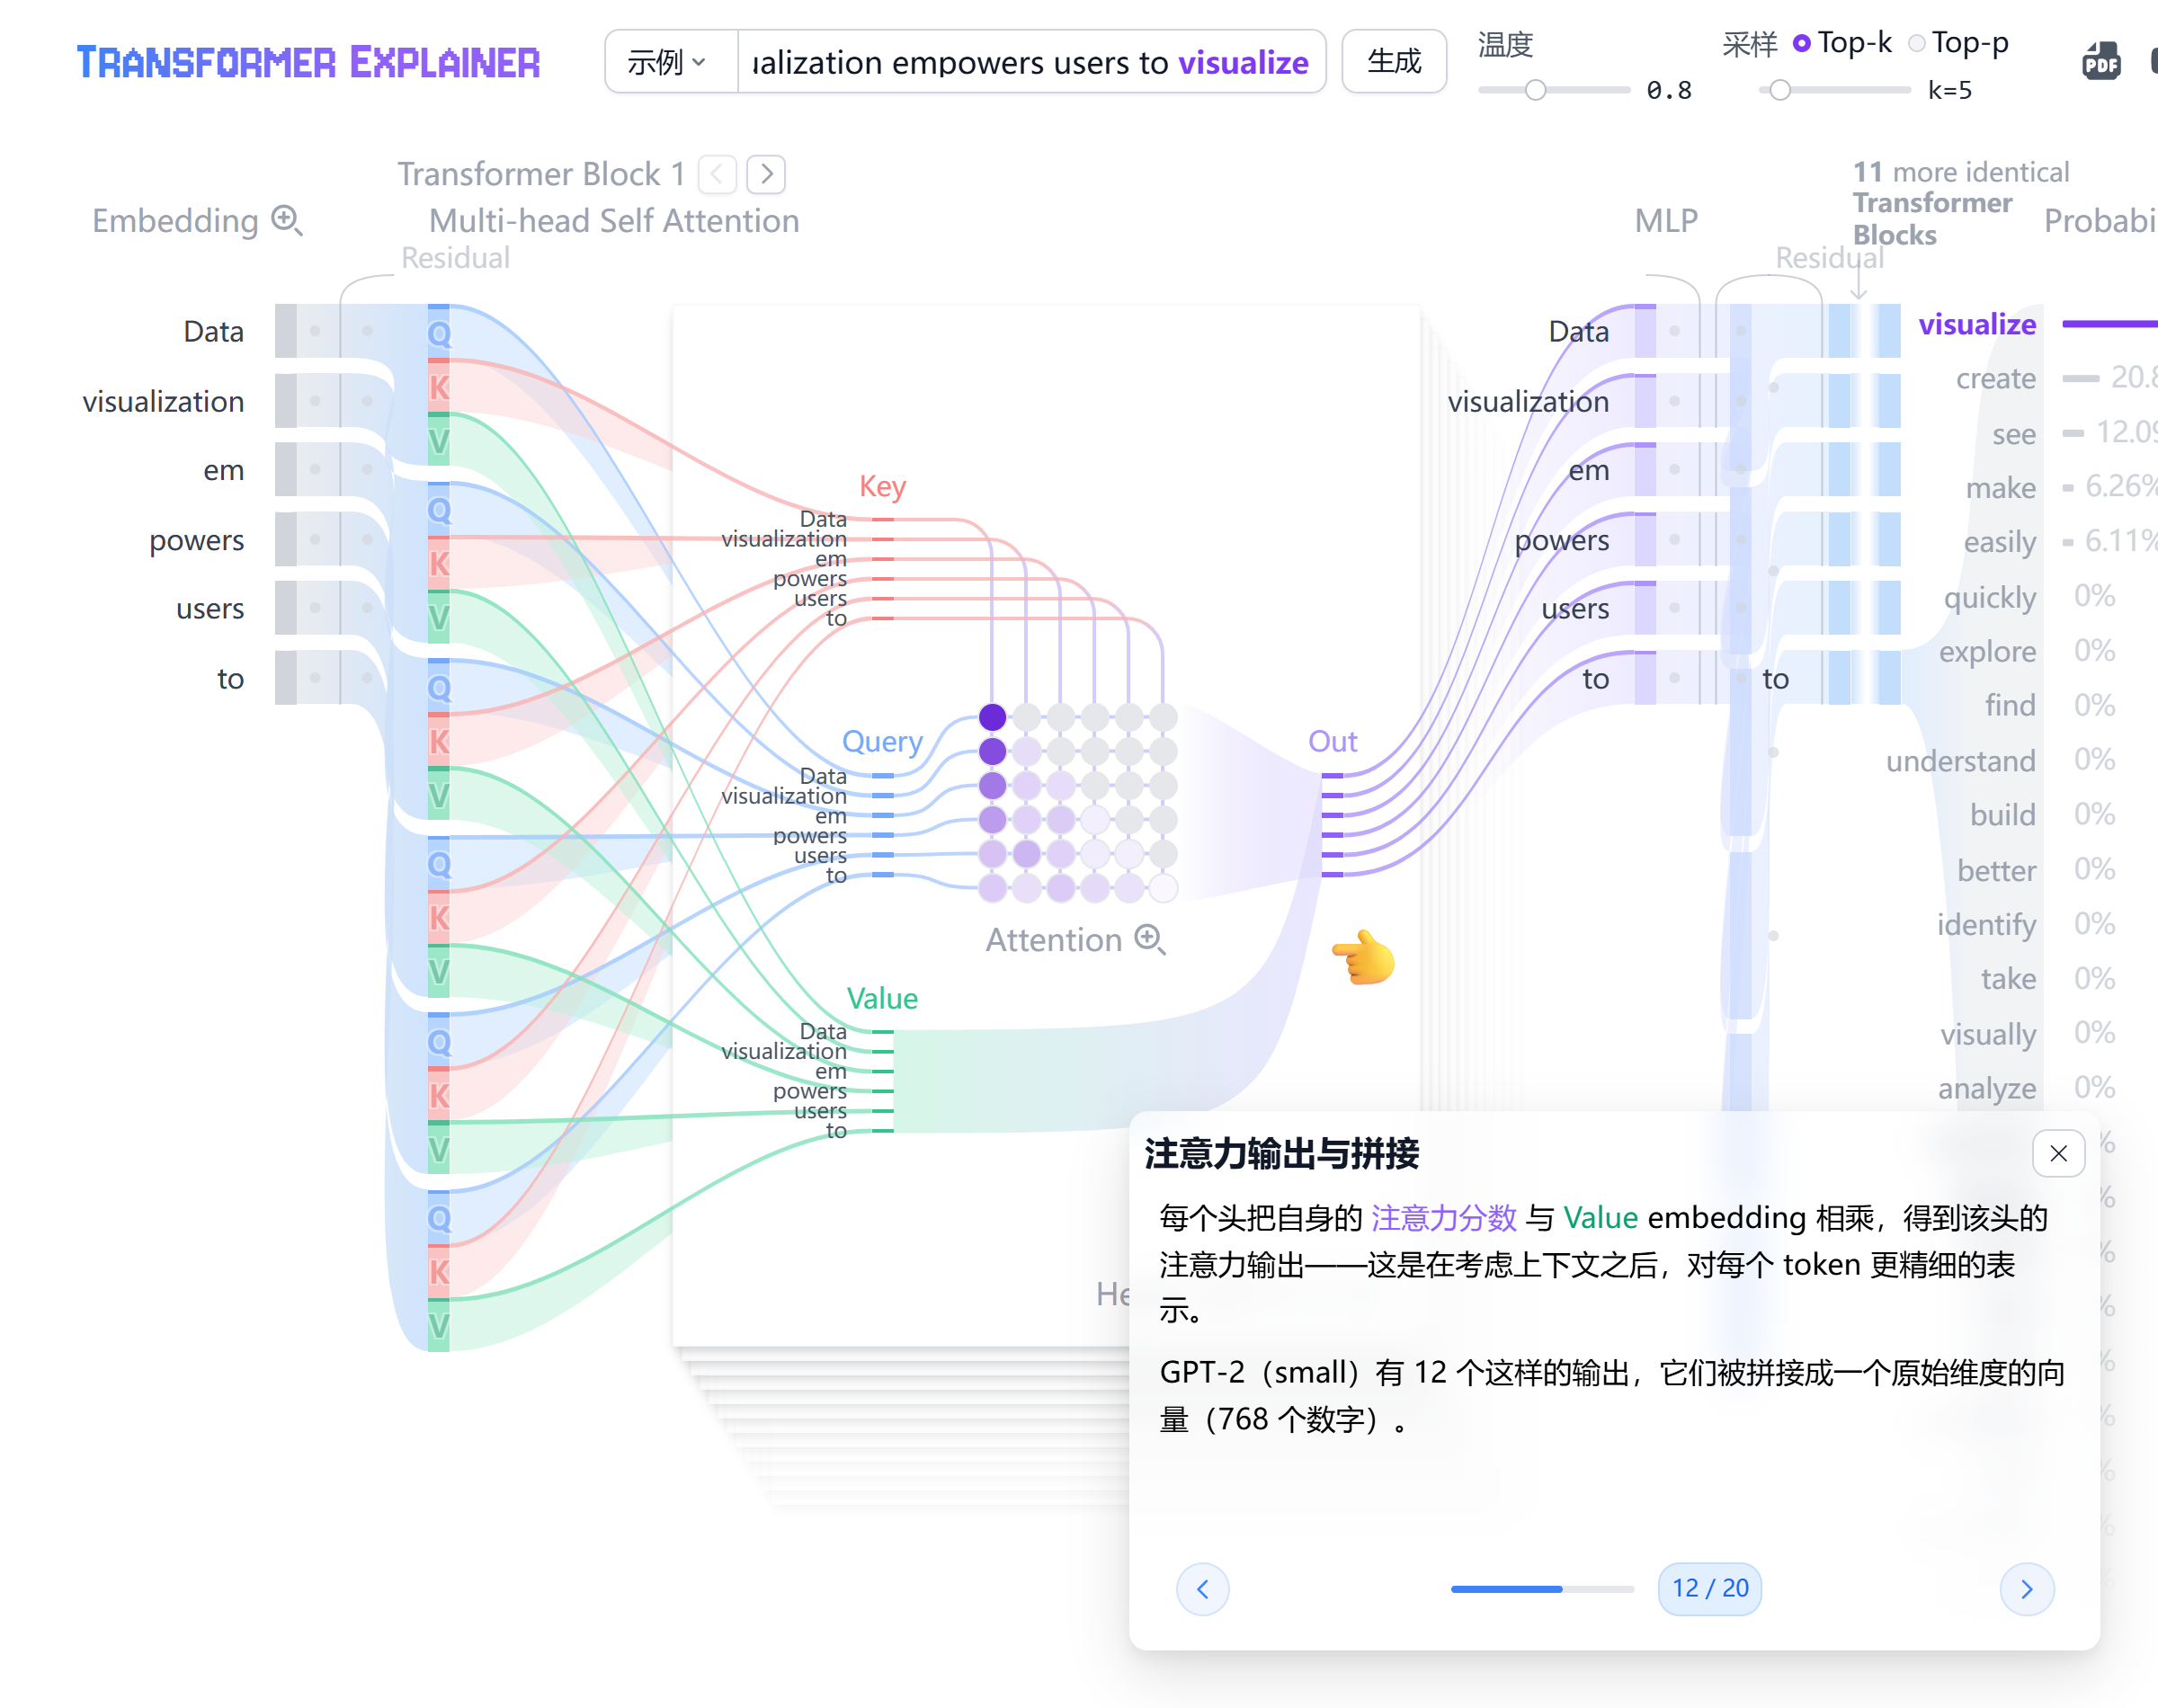 TRANSFORMER EXPLAINER
示例
alization empowers users to visualize
生成
温度
0.8
采样
Top-k
Top-p
k=5
PDF
Transformer Block 1
11 more identical
Transformer
Blocks
Embedding
Multi-head Self Attention
MLP
Residual
Residual
Data
visualization
em
powers
users
to
Q
K
V
Q
K
V
Q
K
V
Q
K
V
Q
K
V
Q
K
V
Key
Data
visualization
em
powers
users
to
Query
Data
visualization
em
powers
users
to
Attention
Value
Data
visualization
em
powers
users
to
Out
Data
visualization
em
powers
users
to
to
visualize
create
see
make 6.26%
easily 6.11%
quickly 0%
explore 0%
find 0%
understand 0%
build 0%
better 0%
identify 0%
take 0%
visually 0%
analyze 0%
注意力输出与拼接
每个头把自身的 注意力分数 与 Value embedding 相乘，得到该头的
注意力输出——这是在考虑上下文之后，对每个 token 更精细的表
示。
GPT-2（small）有 12 个这样的输出，它们被拼接成一个原始维度的向
量（768 个数字）。
12 / 20